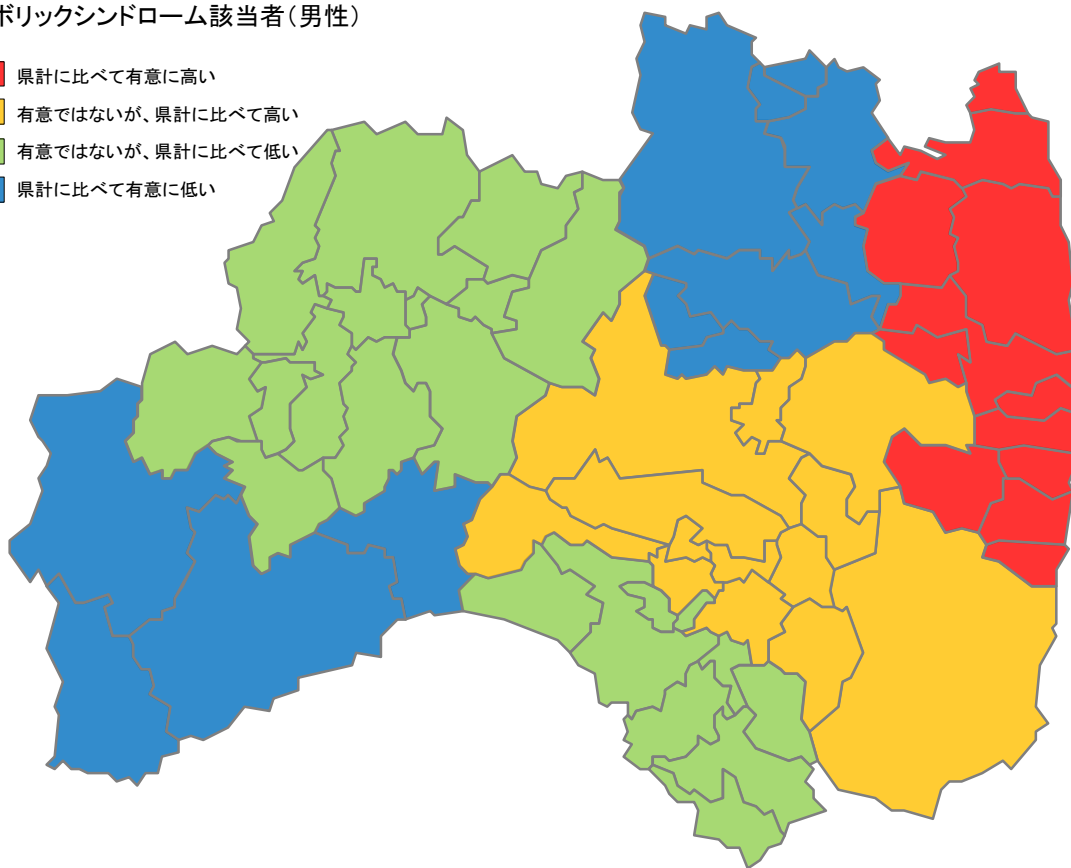 ボリックシンドローム該当者（男性）
県計に比べて有意に高い
有意ではないが、県計に比べて高い
有意ではないが、県計に比べて低い
県計に比べて有意に低い